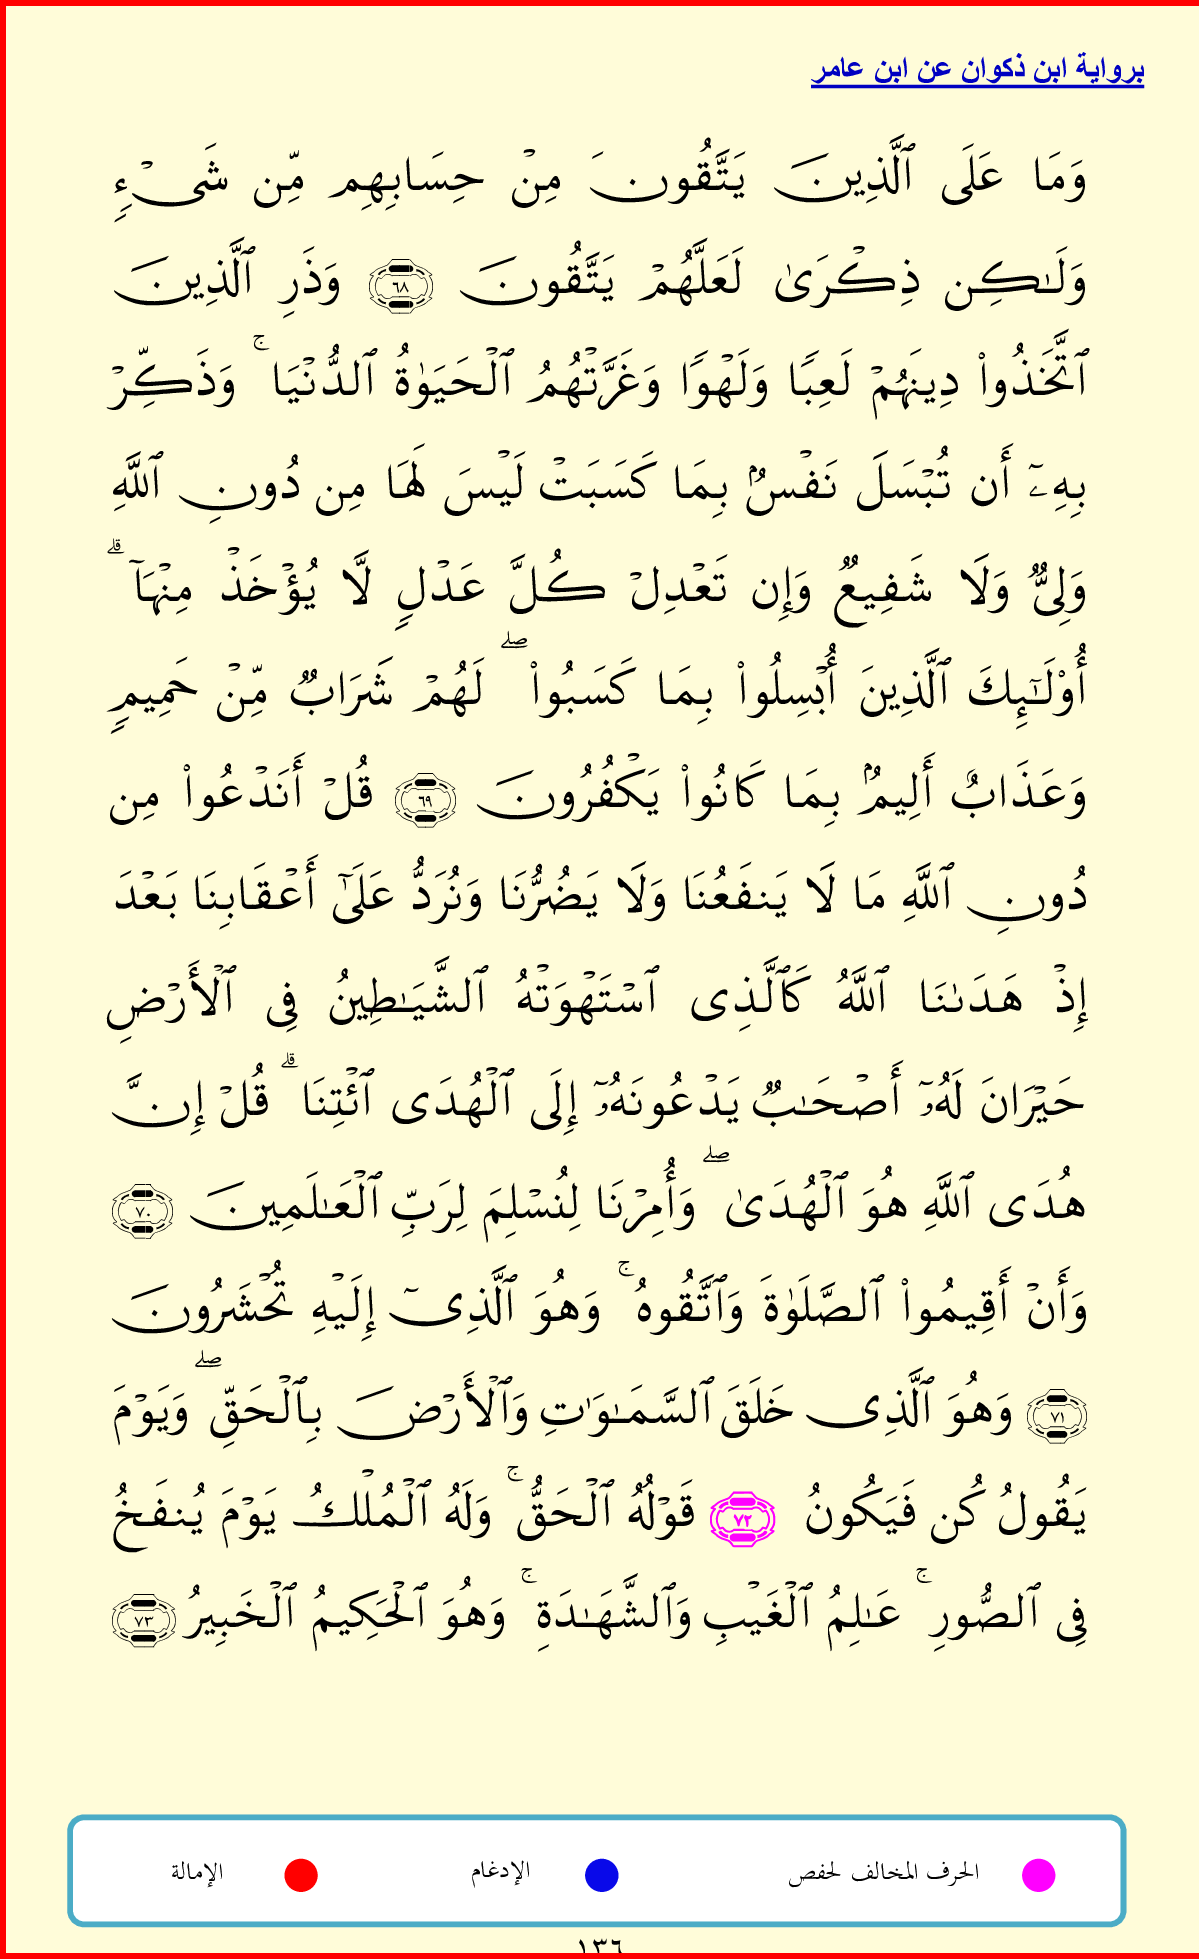 برواية ابن ذكوان عن ابن عامر
وَمَا عَلَى ٱلَّذِينَ يَتَّقُونَ مِنْ حِسَابِهِم مِّن شَىْءٍ
وَلَـٰكِن ذِكْرَىٰ لَعَلَّهُمْ يَتَّقُونَ ٦٨ وَذَرِ ٱلَّذِينَ
ٱتَّخَذُوا۟ دِينَهُمْ لَعِبًا وَلَهْوًا وَغَرَّتْهُمُ ٱلْحَيَوٰةُ ٱلدُّنْيَا ۚ وَذَكِّرْ
بِهِۦٓ أَن تُبْسَلَ نَفْسٌۢ بِمَا كَسَبَتْ لَيْسَ لَهَا مِن دُونِ ٱللَّهِ
وَلِىٌّ وَلَا شَفِيعٌ وَإِن تَعْدِلْ كُلَّ عَدْلٍ لَّا يُؤْخَذْ مِنْهَآ ۗ
أُو۟لَـٰٓئِكَ ٱلَّذِينَ أُبْسِلُوا۟ بِمَا كَسَبُوا۟ ۖ لَهُمْ شَرَابٌ مِّنْ حَمِيمٍ
وَعَذَابٌ أَلِيمٌۢ بِمَا كَانُوا۟ يَكْفُرُونَ ٦٩ قُلْ أَنَدْعُوا۟ مِن
دُونِ ٱللَّهِ مَا لَا يَنفَعُنَا وَلَا يَضُرُّنَا وَنُرَدُّ عَلَىٰٓ أَعْقَابِنَا بَعْدَ
إِذْ هَدَىٰنَا ٱللَّهُ كَٱلَّذِى ٱسْتَهْوَتْهُ ٱلشَّيَـٰطِينُ فِى ٱلْأَرْضِ
حَيْرَانَ لَهُۥٓ أَصْحَـٰبٌ يَدْعُونَهُۥٓ إِلَى ٱلْهُدَى ٱئْتِنَا ۗ قُلْ إِنَّ
هُدَى ٱللَّهِ هُوَ ٱلْهُدَىٰ ۖ وَأُمِرْنَا لِنُسْلِمَ لِرَبِّ ٱلْعَـٰلَمِينَ ٧٠
وَأَنْ أَقِيمُوا۟ ٱلصَّلَوٰةَ وَٱتَّقُوهُ ۚ وَهُوَ ٱلَّذِىٓ إِلَيْهِ تُحْشَرُونَ
٧١ وَهُوَ ٱلَّذِى خَلَقَ ٱلسَّمَـٰوَٰتِ وَٱلْأَرْضَ بِٱلْحَقِّ ۖ وَيَوْمَ
يَقُولُ كُن فَيَكُونُ ٧٢ قَوْلُهُ ٱلْحَقُّ ۚ وَلَهُ ٱلْمُلْكُ يَوْمَ يُنفَخُ
فِى ٱلصُّورِ ۚ عَـٰلِمُ ٱلْغَيْبِ وَٱلشَّهَـٰدَةِ ۚ وَهُوَ ٱلْحَكِيمُ ٱلْخَبِيرُ ٧٣
الحرف المخالف لحفص الإدغام الإمالة
١٣٦